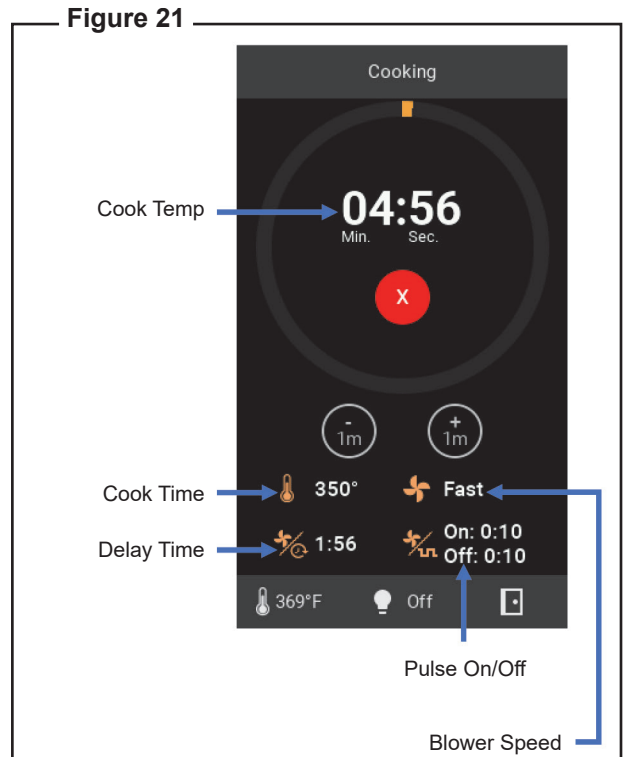 Figure 21
Cooking
Cook Temp
04:56
Min. Sec.
X
-
1m
+
1m
Cook Time
350°
Fast
Delay Time
1:56
On: 0:10
Off: 0:10
369°F
Off
Pulse On/Off
Blower Speed